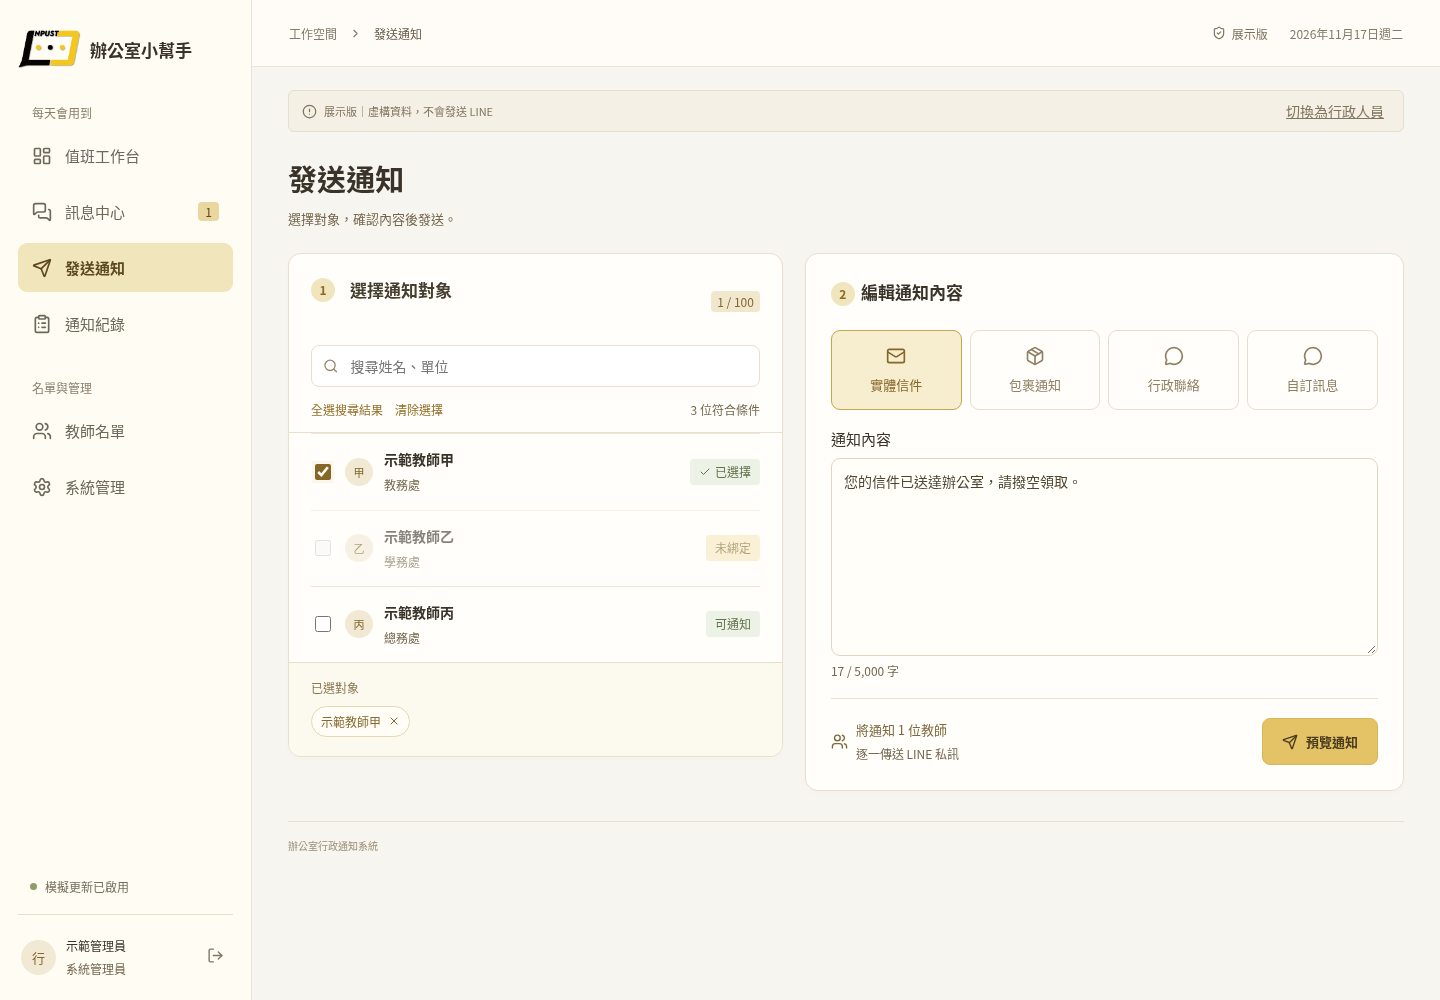 HPUST
辦公室小幫手
每天會用到
值班工作台
訊息中心
1
發送通知
通知紀錄
名單與管理
教師名單
系統管理
模擬更新已啟用
行
示範管理員
系統管理員
工作空間
發送通知
展示版
2026年11月17日週二
展示版｜虛構資料，不會發送 LINE
切換為行政人員
發送通知
選擇對象，確認內容後發送。
1
選擇通知對象
1 / 100
搜尋姓名、單位
全選搜尋結果
清除選擇
3 位符合條件
甲
示範教師甲
教務處
已選擇
乙
示範教師乙
學務處
未綁定
丙
示範教師丙
總務處
可通知
已選對象
示範教師甲
2
編輯通知內容
實體信件
包裹通知
行政聯絡
自訂訊息
通知內容
您的信件已送達辦公室，請撥空領取。
17 / 5,000 字
將通知 1 位教師
逐一傳送 LINE 私訊
預覽通知
辦公室行政通知系統